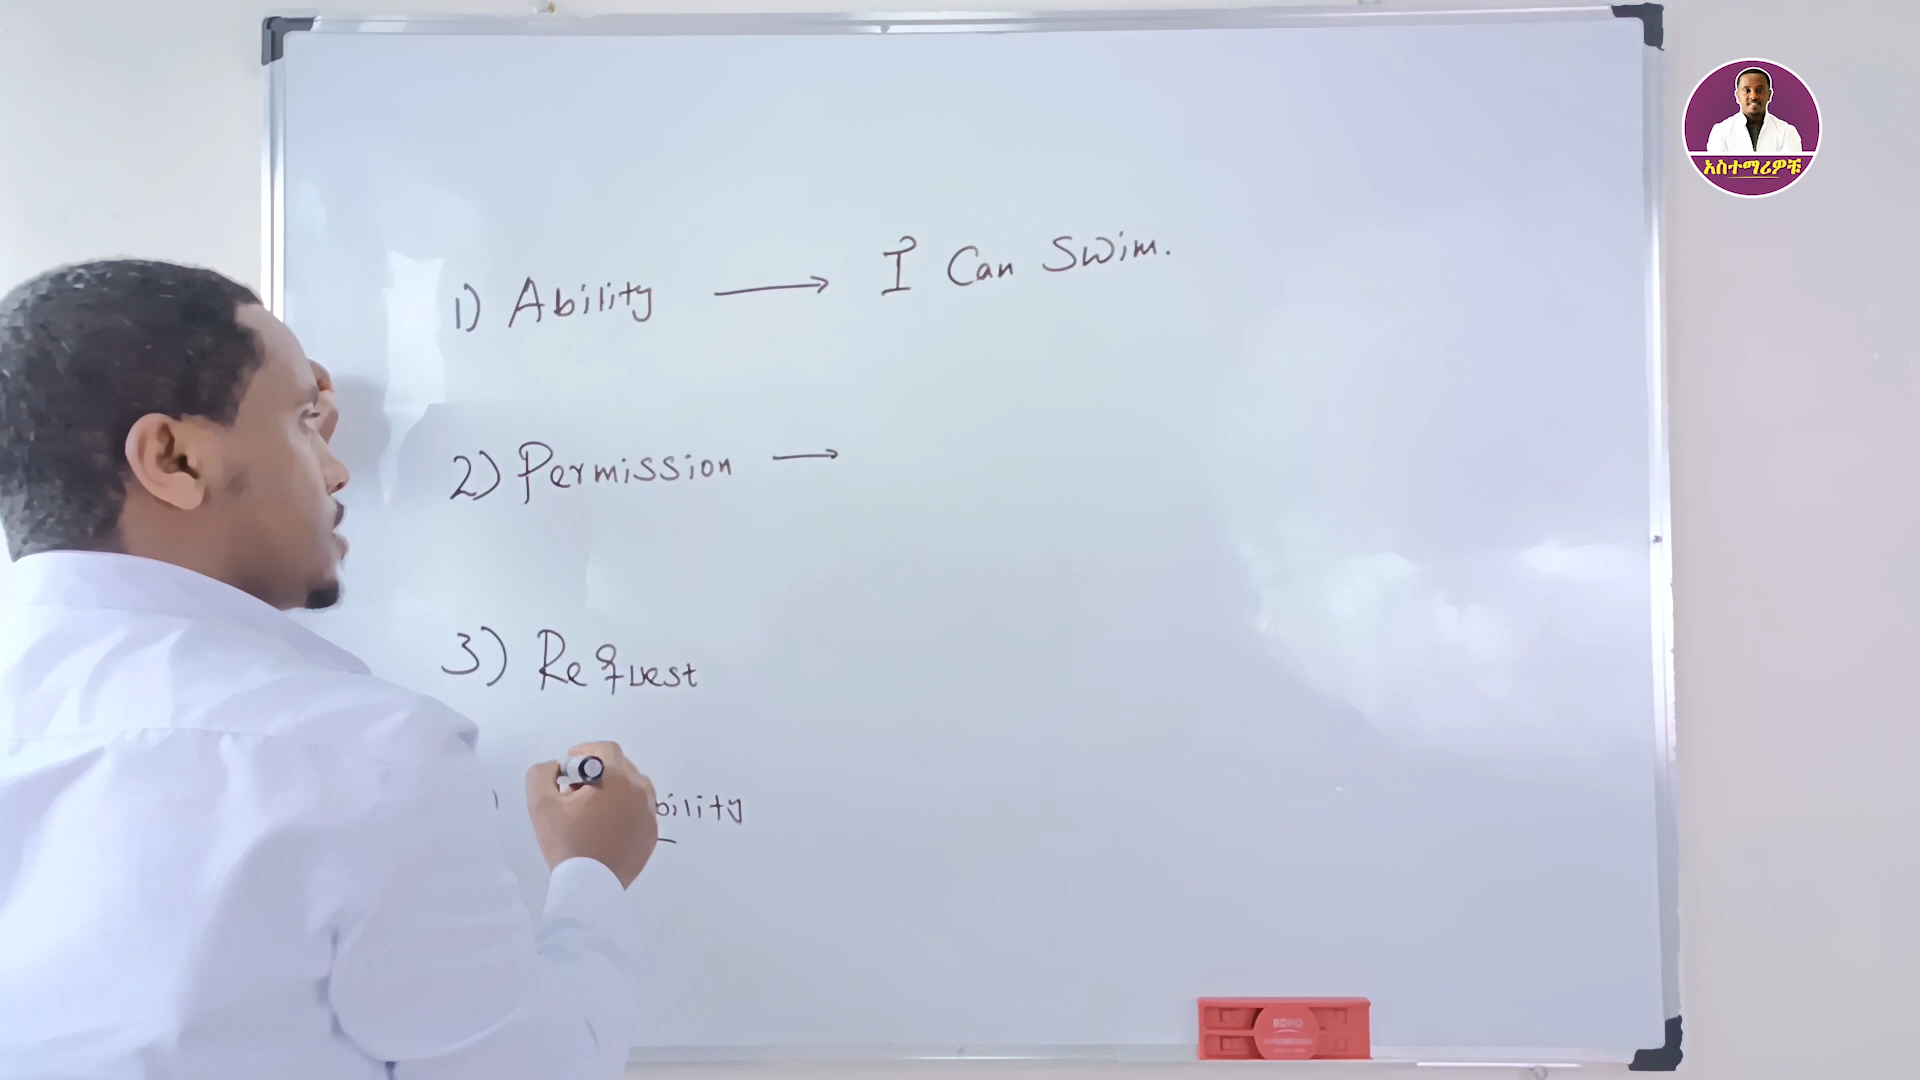 አስተማሪዎቹ
1) Ability → I Can Swim.
2) Permission →
3) Request
bility